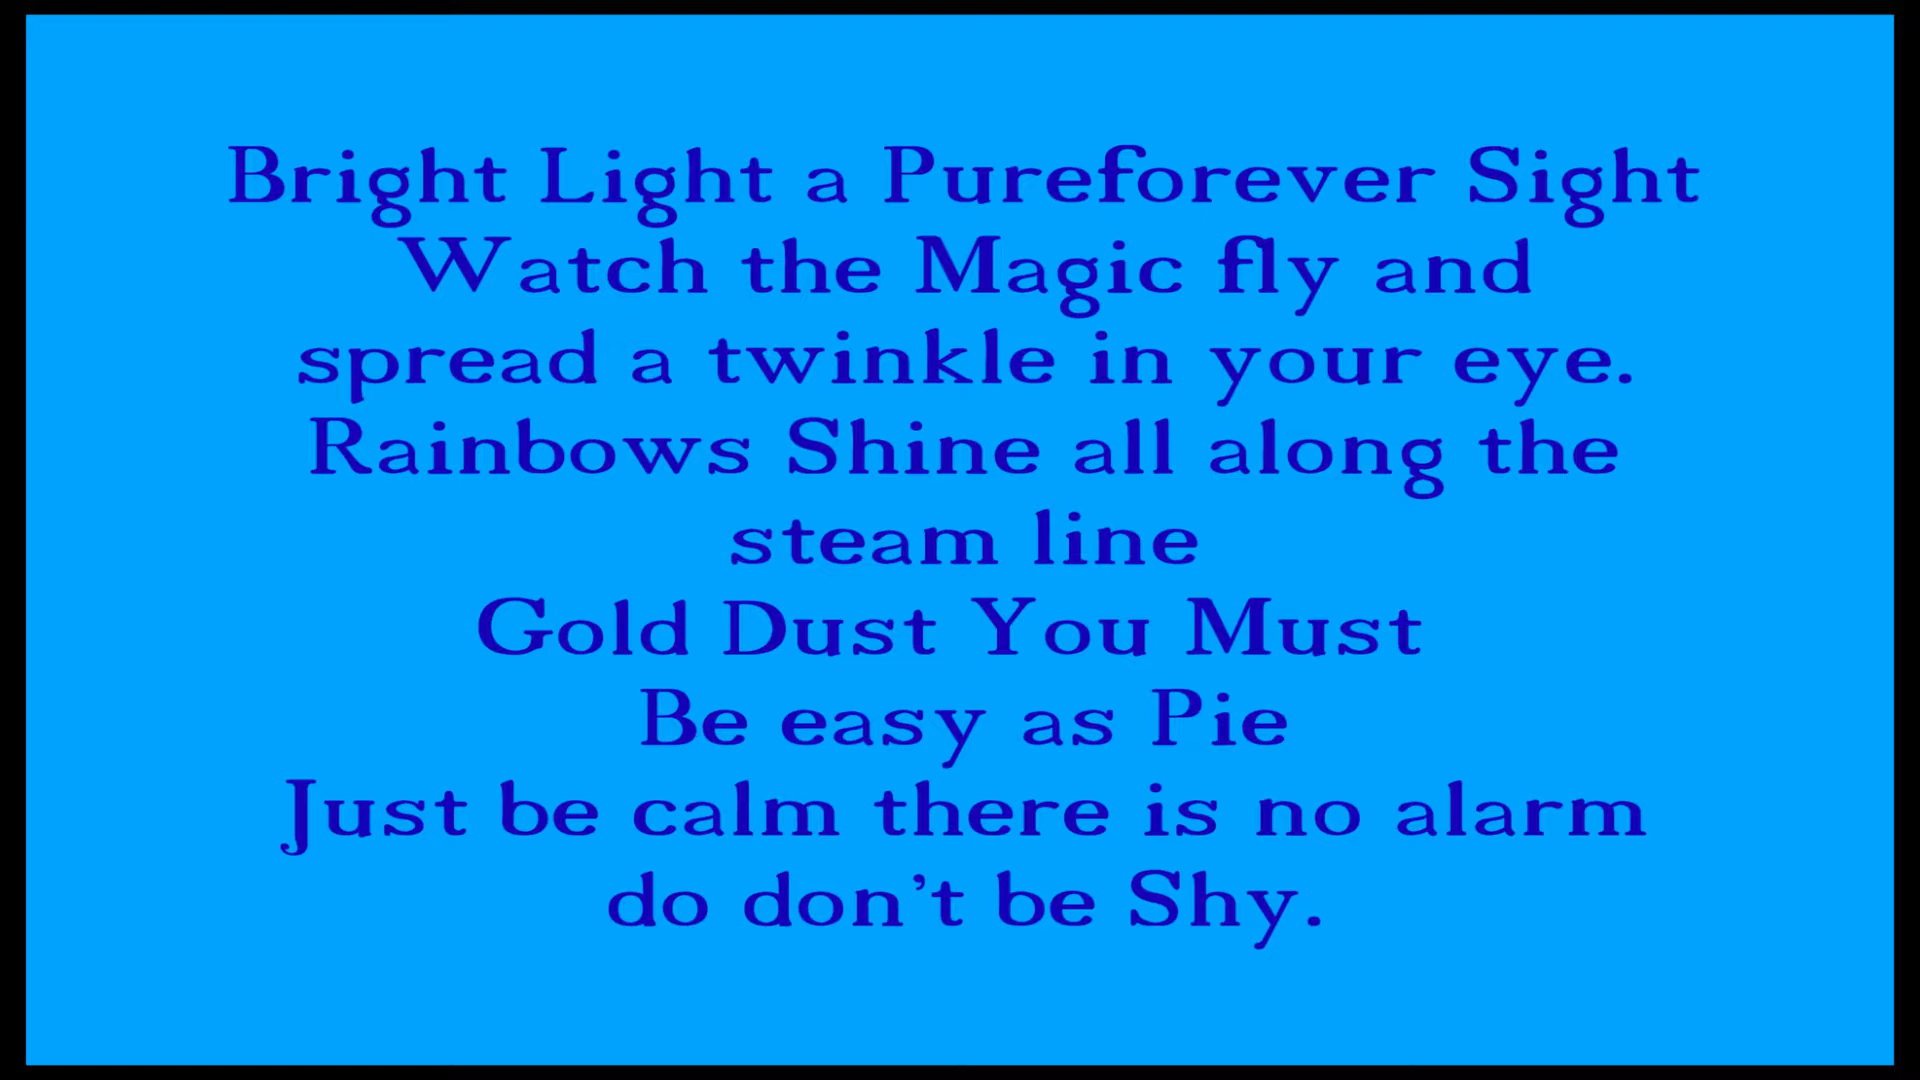 Bright Light a Pureforever Sight
Watch the Magic fly and
spread a twinkle in your eye.
Rainbows Shine all along the
steam line
Gold Dust You Must
Be easy as Pie
Just be calm there is no alarm
do don’t be Shy.